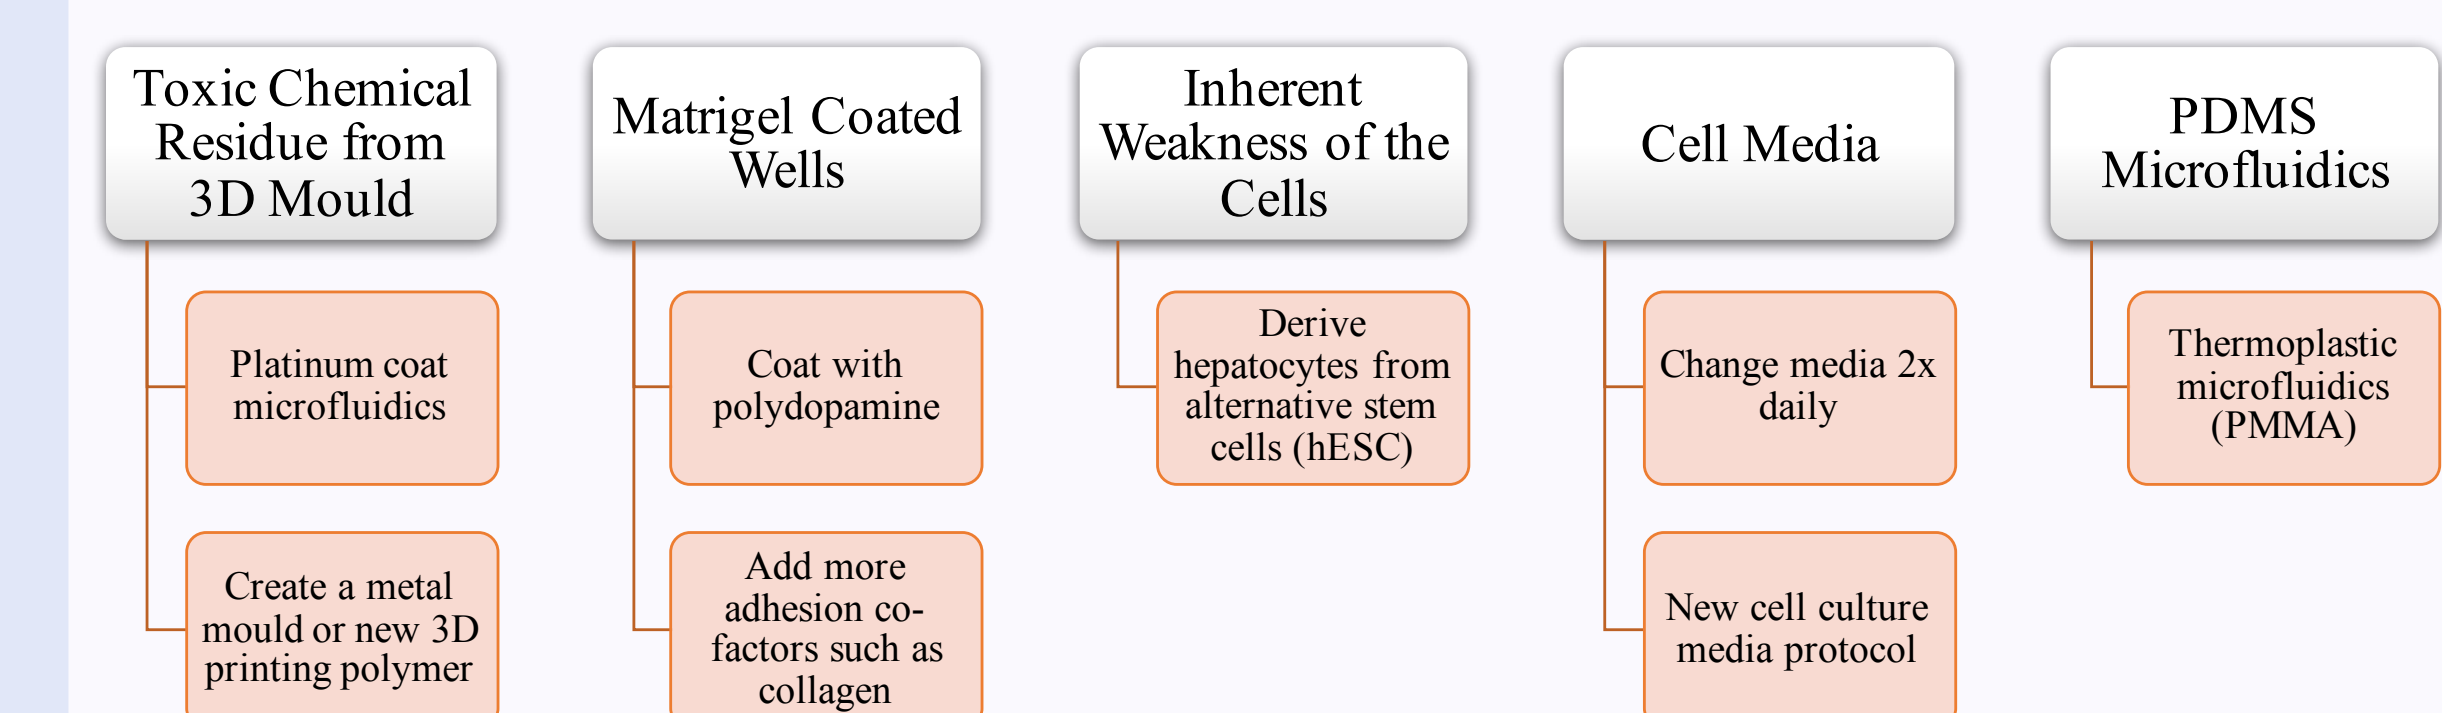 Toxic Chemical
Residue from
3D Mould
Platinum coat
microfluidics
Create a metal
mould or new 3D
printing polymer
Matrigel Coated
Wells
Coat with
polydopamine
Add more
adhesion co-
factors such as
collagen
Inherent
Weakness of the
Cells
Derive
hepatocytes from
alternative stem
cells (hESC)
Cell Media
Change media 2x
daily
New cell culture
media protocol
PDMS
Microfluidics
Thermoplastic
microfluidics
(PMMA)